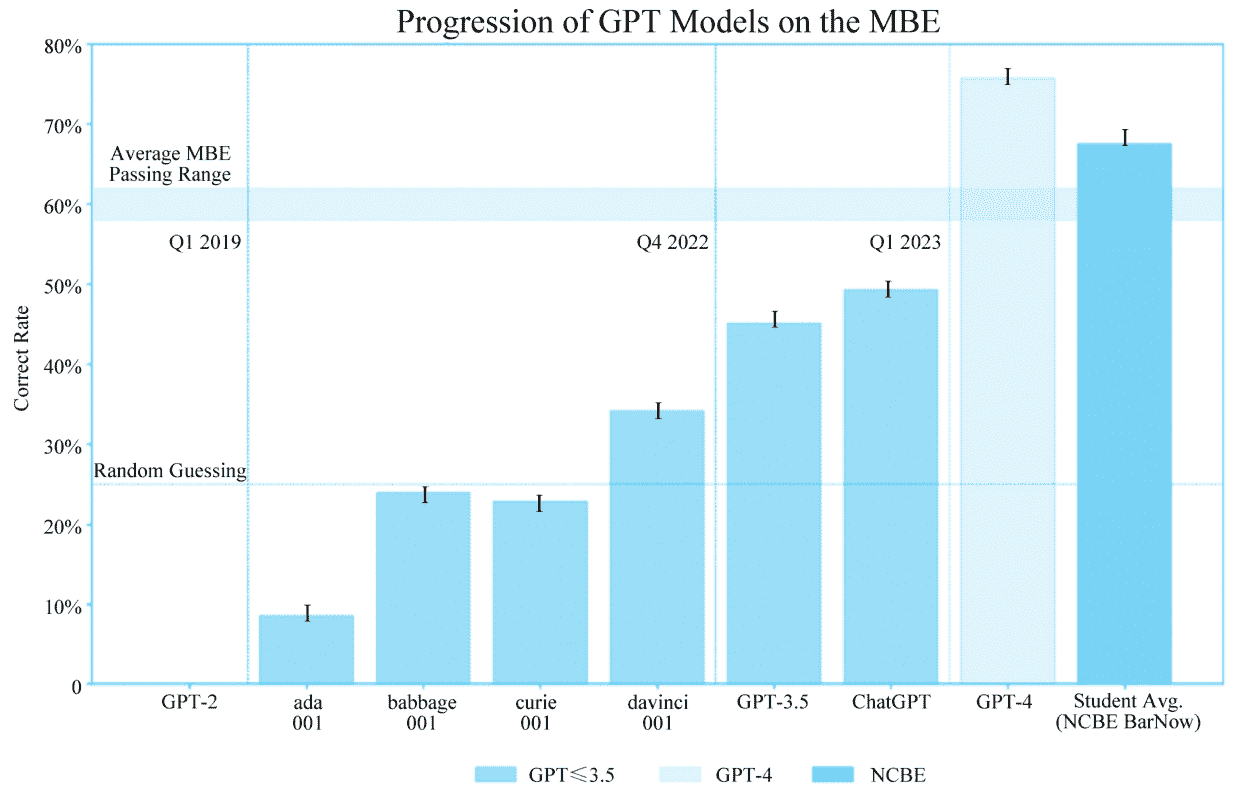 Progression of GPT Models on the MBE
80%
70%
Average MBE
Passing Range
60%
Q1 2019
Q4 2022
Q1 2023
50%
Correct Rate
40%
30%
Random Guessing
20%
10%
0
GPT-2
ada
001
babbage
001
curie
001
davinci
001
GPT-3.5
ChatGPT
GPT-4
Student Avg.
(NCBE BarNow)
GPT≤3.5
GPT-4
NCBE